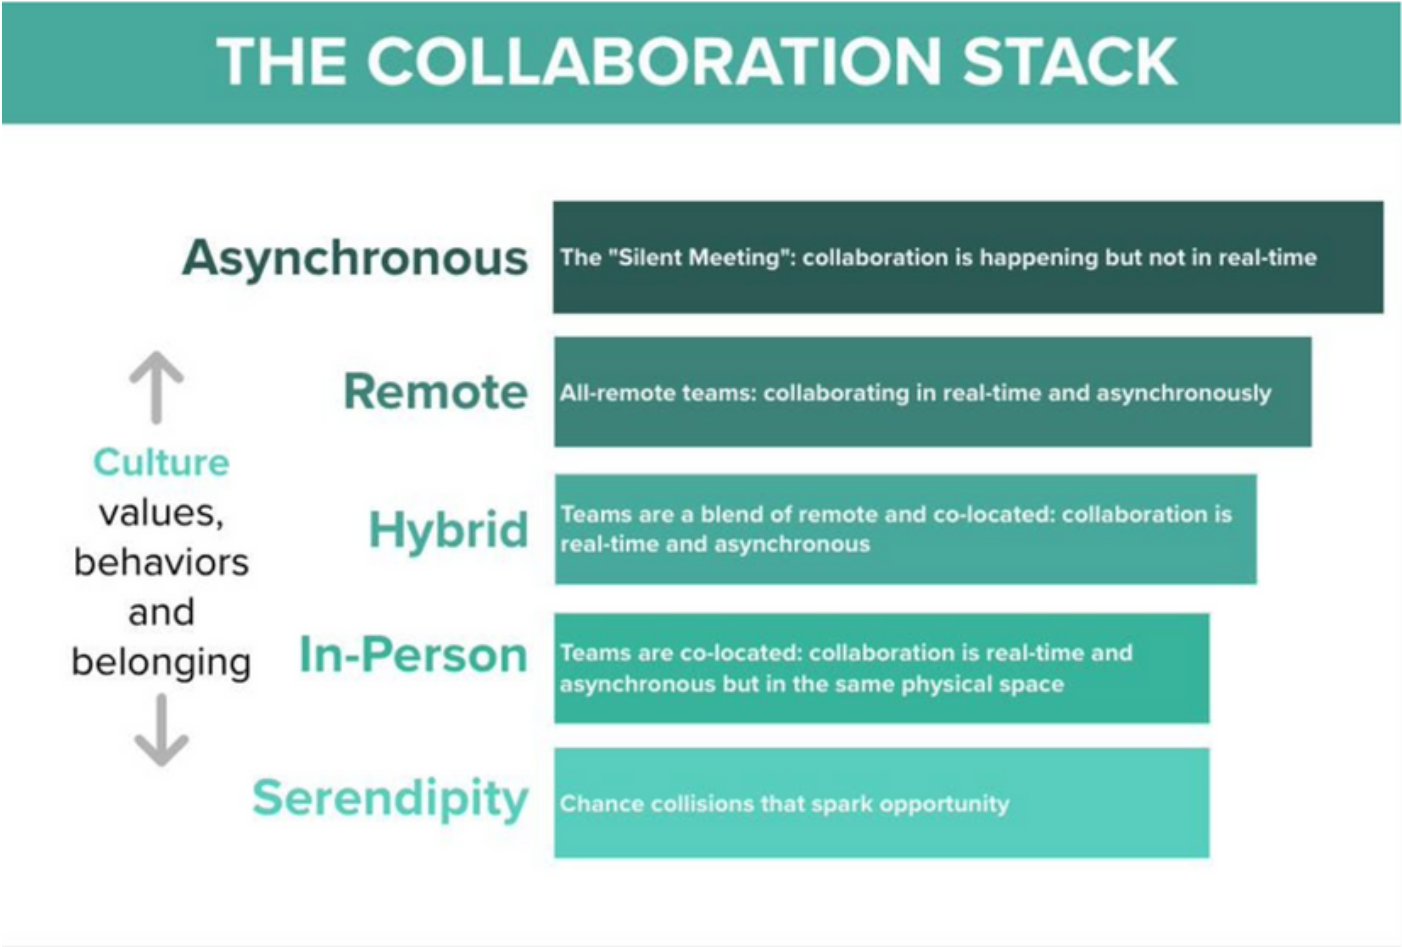 THE COLLABORATION STACK
Asynchronous
The "Silent Meeting": collaboration is happening but not in real-time
Remote
All-remote teams: collaborating in real-time and asynchronously
Culture
values,
behaviors
and
belonging
Hybrid
Teams are a blend of remote and co-located: collaboration is
real-time and asynchronous
In-Person
Teams are co-located: collaboration is real-time and
asynchronous but in the same physical space
Serendipity
Chance collisions that spark opportunity